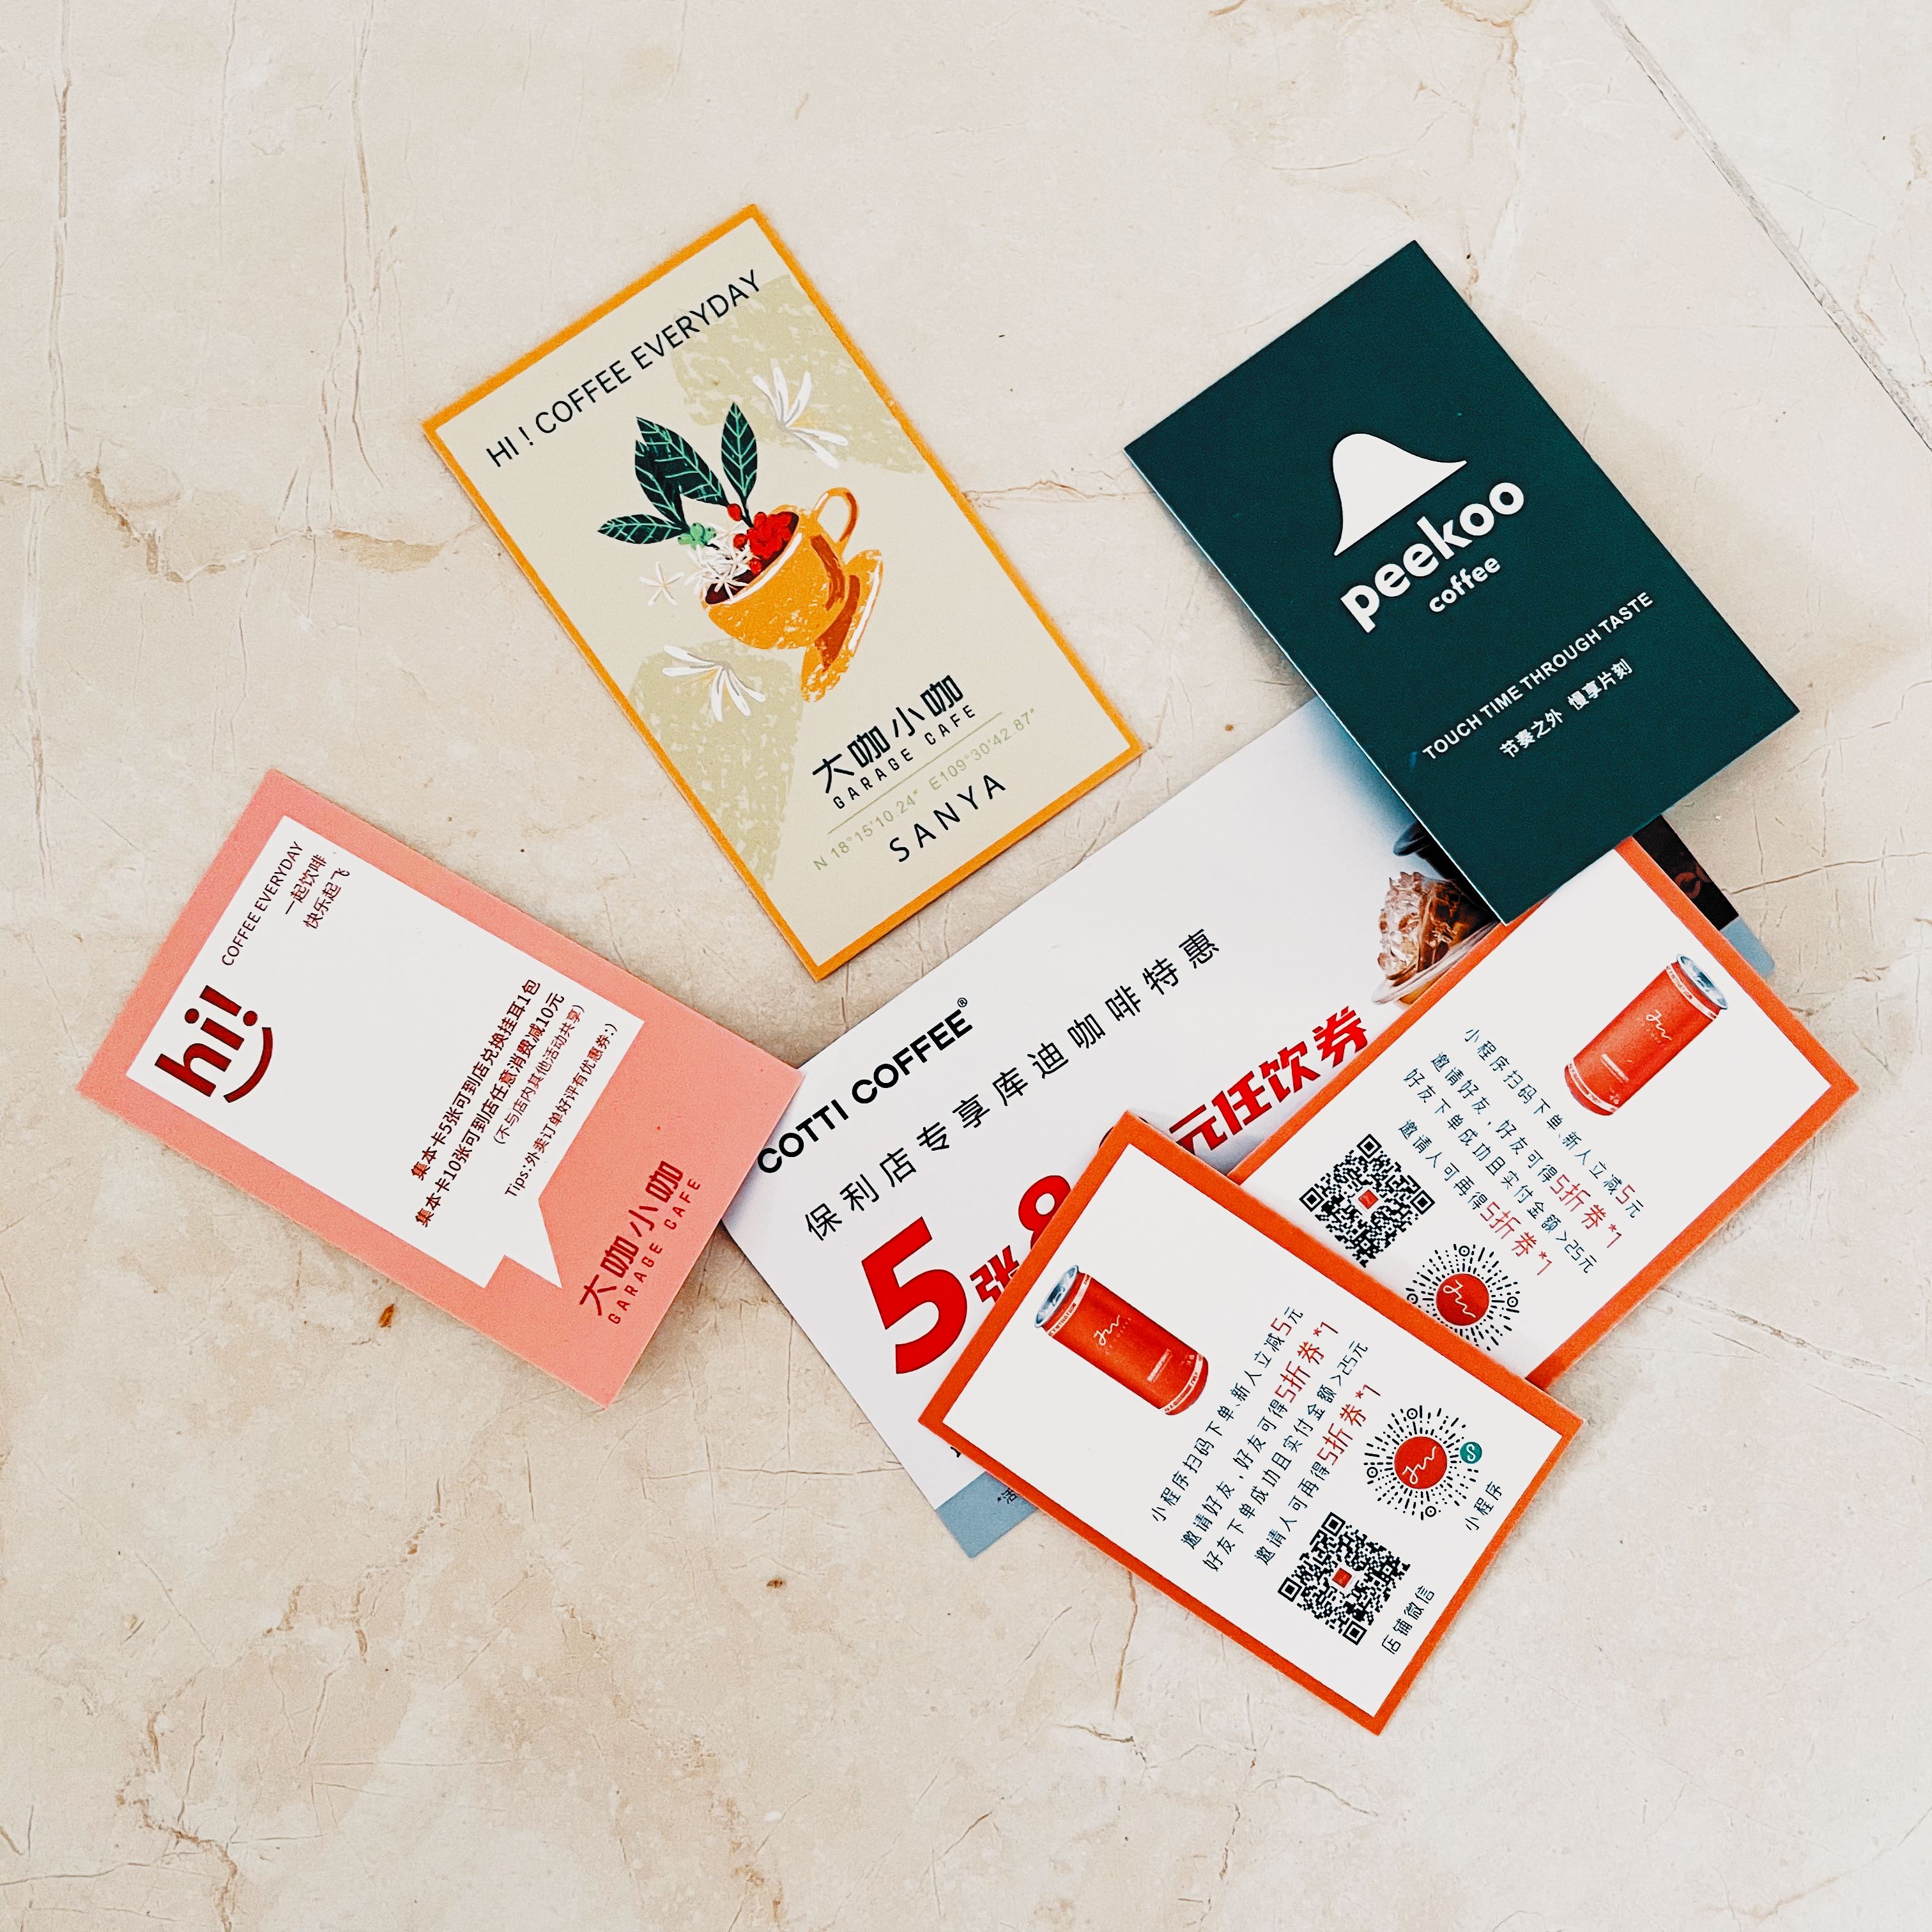 HI ! COFFEE EVERYDAY
大咖小咖
GARAGE CAFE
N 18°15'10.24" E109°30'42.87"
SANYA
peekoo
coffee
TOUCH TIME THROUGH TASTE
节奏之外 慢享片刻
hi!
COFFEE EVERYDAY
一起饮啡
快乐起飞
集本卡5张可到店兑换挂耳1包
集本卡10张可到店任意消费减10元
(不与店内其他活动共享)
Tips:外卖订单好评有优惠券:)
大咖小咖
GARAGE CAFE
COTTI COFFEE®
保利店专享库迪咖啡特惠
5张
元任饮券
*活
小程序扫码下单、新人立减5元
邀请好友,好友可得5折券*1
好友下单成功且实付金额>25元
邀请人可再得5折券*1
小程序扫码下单、新人立减5元
邀请好友,好友可得5折券*1
好友下单成功且实付金额>25元
邀请人可再得5折券*1
小程序
店铺微信